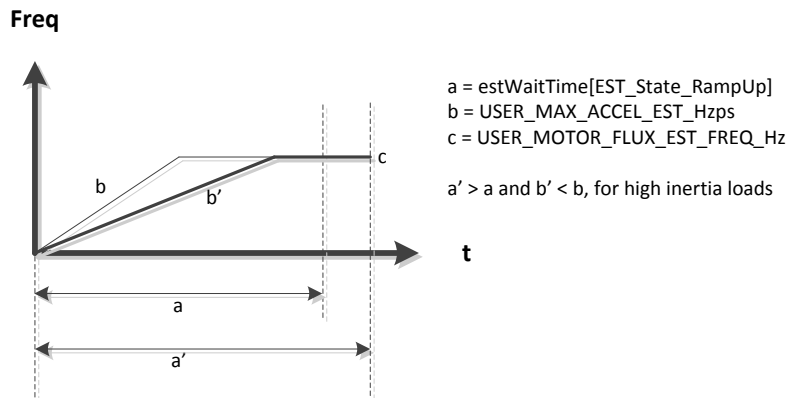 Freq
a = estWaitTime[EST_State_RampUp]
b = USER_MAX_ACCEL_EST_Hzps
c = USER_MOTOR_FLUX_EST_FREQ_Hz
a’ > a and b’ < b, for high inertia loads
c
b
b’
t
a
a’